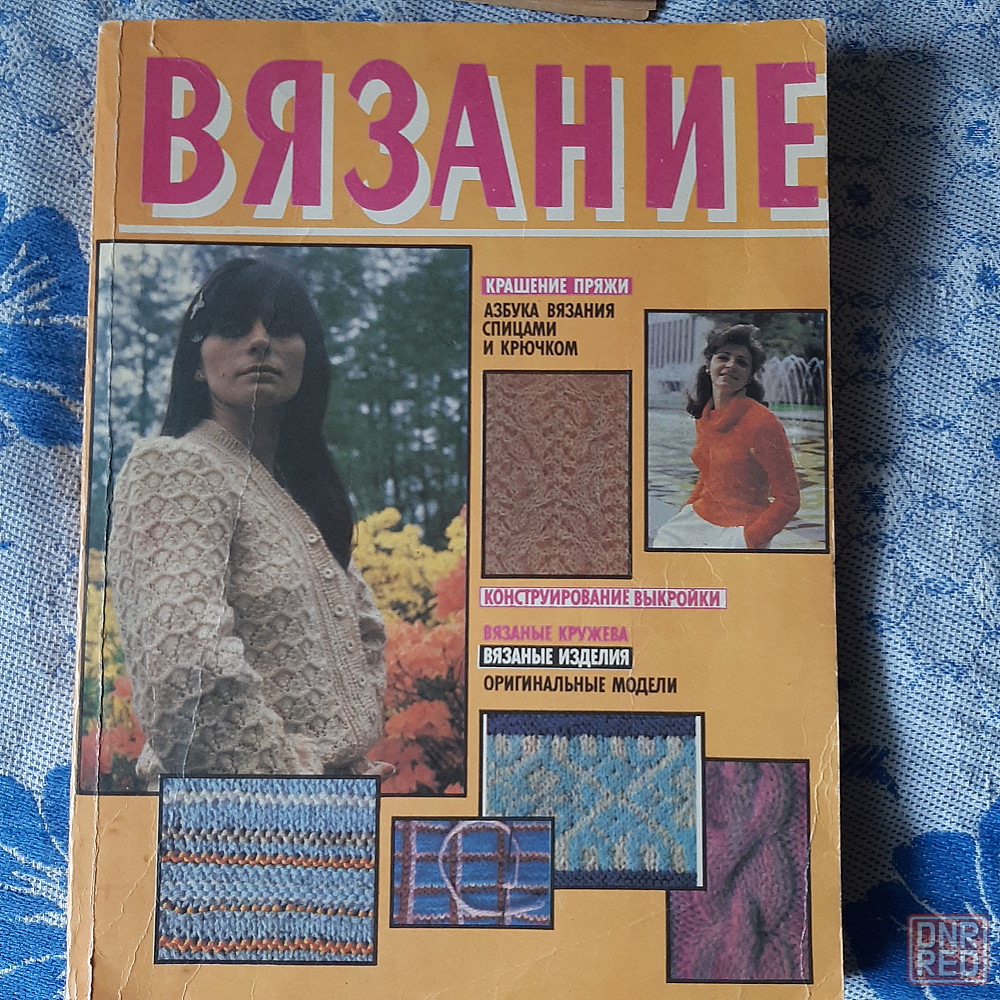 ВЯЗАНИЕ
КРАШЕНИЕ ПРЯЖИ
АЗБУКА ВЯЗАНИЯ
СПИЦАМИ
И КРЮЧКОМ
КОНСТРУИРОВАНИЕ ВЫКРОЙКИ
ВЯЗАНЫЕ КРУЖЕВА
ВЯЗАНЫЕ ИЗДЕЛИЯ
ОРИГИНАЛЬНЫЕ МОДЕЛИ
DNR
RED